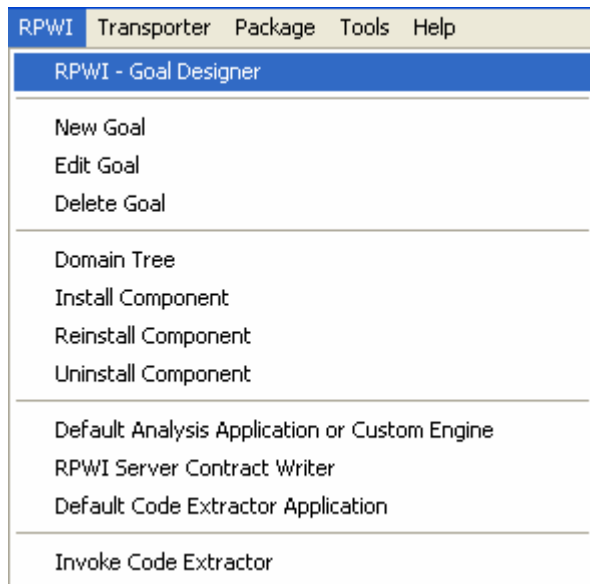 RPWI Transporter Package Tools Help
RPWI - Goal Designer
New Goal
Edit Goal
Delete Goal
Domain Tree
Install Component
Reinstall Component
Uninstall Component
Default Analysis Application or Custom Engine
RPWI Server Contract Writer
Default Code Extractor Application
Invoke Code Extractor